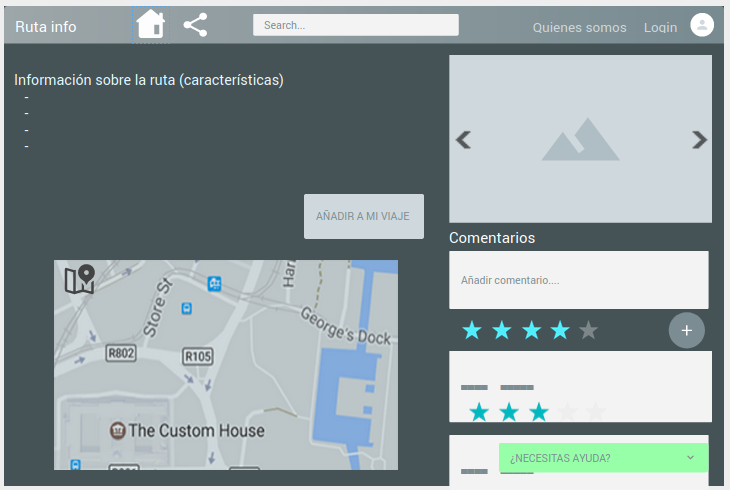 Ruta info
Search...
Quienes somos
Login
Información sobre la ruta (características)
-
-
-
-
AÑADIR A MI VIAJE
Store St
George's Dock
R802
R105
The Custom House
Comentarios
Añadir comentario....
+
¿NECESITAS AYUDA?